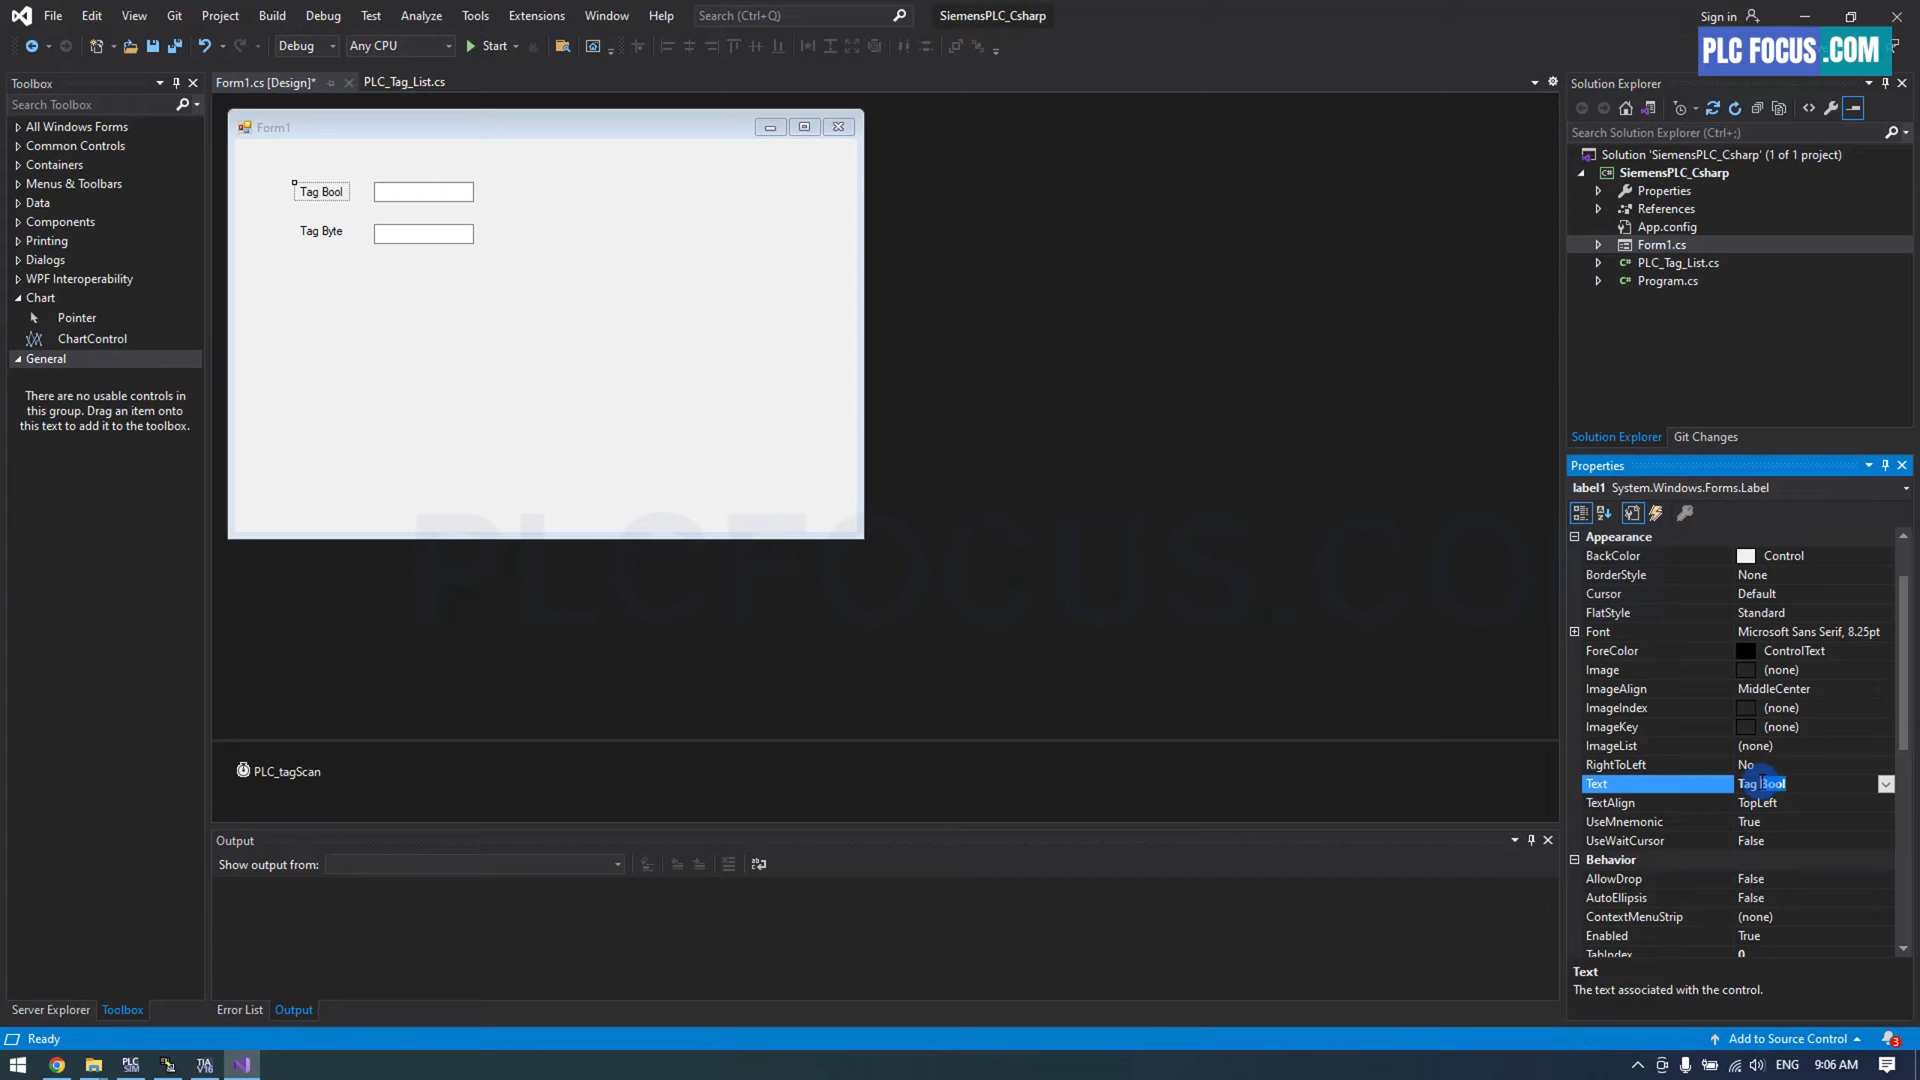 File Edit View Git Project Build Debug Test Analyze Tools Extensions Window Help Search (Ctrl+Q) SiemensPLC_Csharp Sign in
Debug Any CPU Start
PLC FOCUS.COM
Toolbox
Search Toolbox
All Windows Forms
Common Controls
Containers
Menus & Toolbars
Data
Components
Printing
Dialogs
WPF Interoperability
Chart
Pointer
ChartControl
General
There are no usable controls in
this group. Drag an item onto
this text to add it to the toolbox.
Server Explorer Toolbox
Form1.cs [Design]* PLC_Tag_List.cs
Form1
Tag Bool
Tag Byte
PLCFOCUS.CO
PLC_tagScan
Output
Show output from:
Error List Output
Solution Explorer
Search Solution Explorer (Ctrl+;)
Solution 'SiemensPLC_Csharp' (1 of 1 project)
SiemensPLC_Csharp
Properties
References
App.config
Form1.cs
C# PLC_Tag_List.cs
C# Program.cs
Solution Explorer Git Changes
Properties
label1 System.Windows.Forms.Label
Appearance
BackColor Control
BorderStyle None
Cursor Default
FlatStyle Standard
Font Microsoft Sans Serif, 8.25pt
ForeColor ControlText
Image (none)
ImageAlign MiddleCenter
ImageIndex (none)
ImageKey (none)
ImageList (none)
RightToLeft No
Text Tag Bool
TextAlign TopLeft
UseMnemonic True
UseWaitCursor False
Behavior
AllowDrop False
AutoEllipsis False
ContextMenuStrip (none)
Enabled True
TabIndex 0
Text
The text associated with the control.
Ready Add to Source Control 3
PLC SIM TIA V16 ENG 9:06 AM